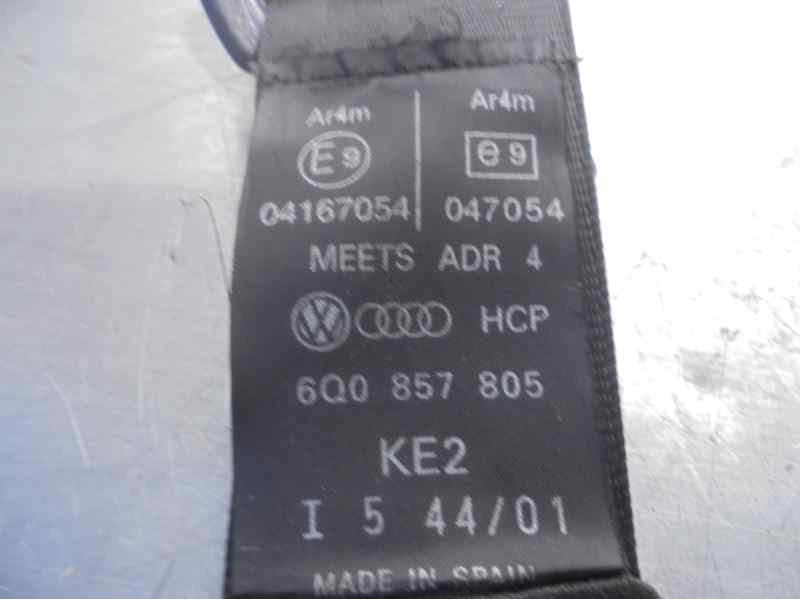 Ar4m Ar4m
E9 e9
04167054 047054
MEETS ADR 4
VW HCP
6Q0 857 805
KE2
I 5 44/01
MADE IN SPAIN